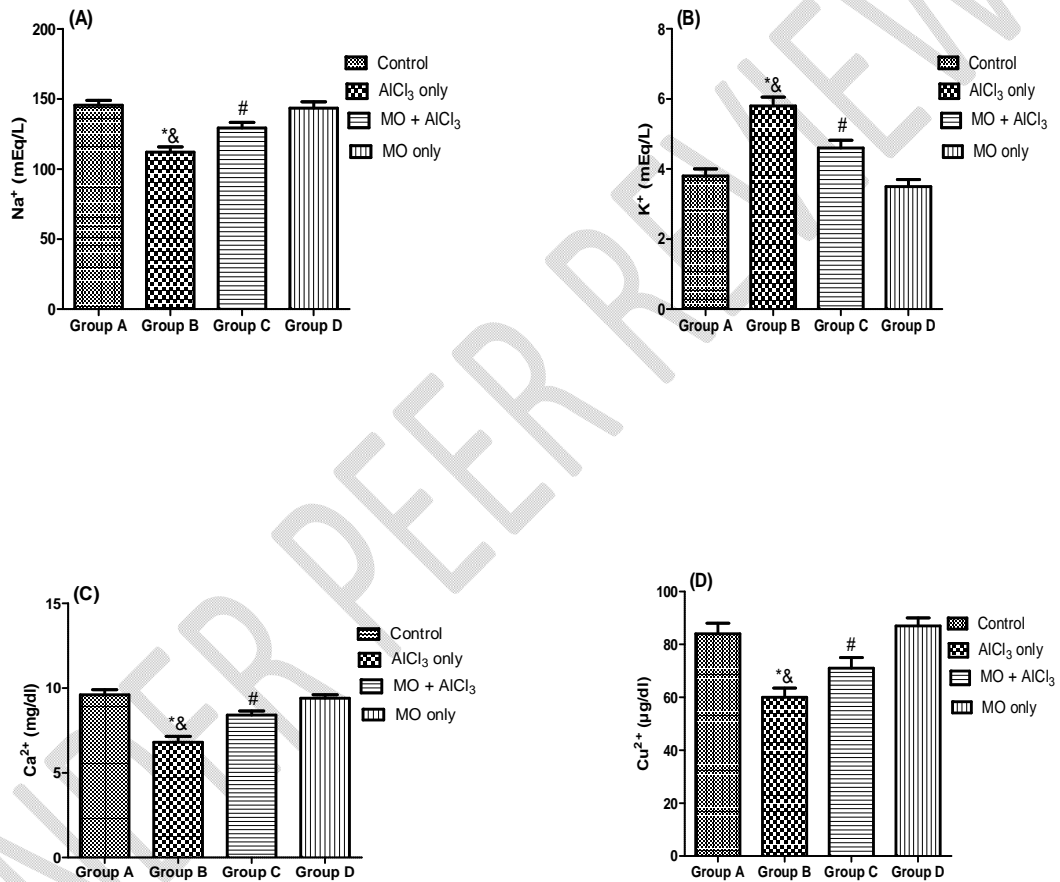 (A)
Na⁺ (mEq/L)
200
150
100
50
0
*&
#
Group A Group B Group C Group D
Control
AlCl₃ only
MO + AlCl₃
MO only
(B)
K⁺ (mEq/L)
8
6
4
2
0
*&
#
Group A Group B Group C Group D
Control
AlCl₃ only
MO + AlCl₃
MO only
(C)
Ca²⁺ (mg/dl)
15
10
5
0
*&
#
Group A Group B Group C Group D
Control
AlCl₃ only
MO + AlCl₃
MO only
(D)
Cu²⁺ (µg/dl)
100
80
60
40
20
0
*&
#
Group A Group B Group C Group D
Control
AlCl₃ only
MO + AlCl₃
MO only
PEER REVIEW